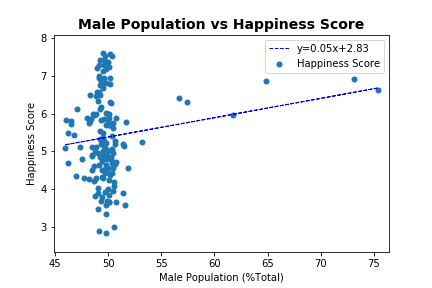 Male Population vs Happiness Score
8
7
6
5
4
3
Happiness Score
y=0.05x+2.83
Happiness Score
45 50 55 60 65 70 75
Male Population (%Total)